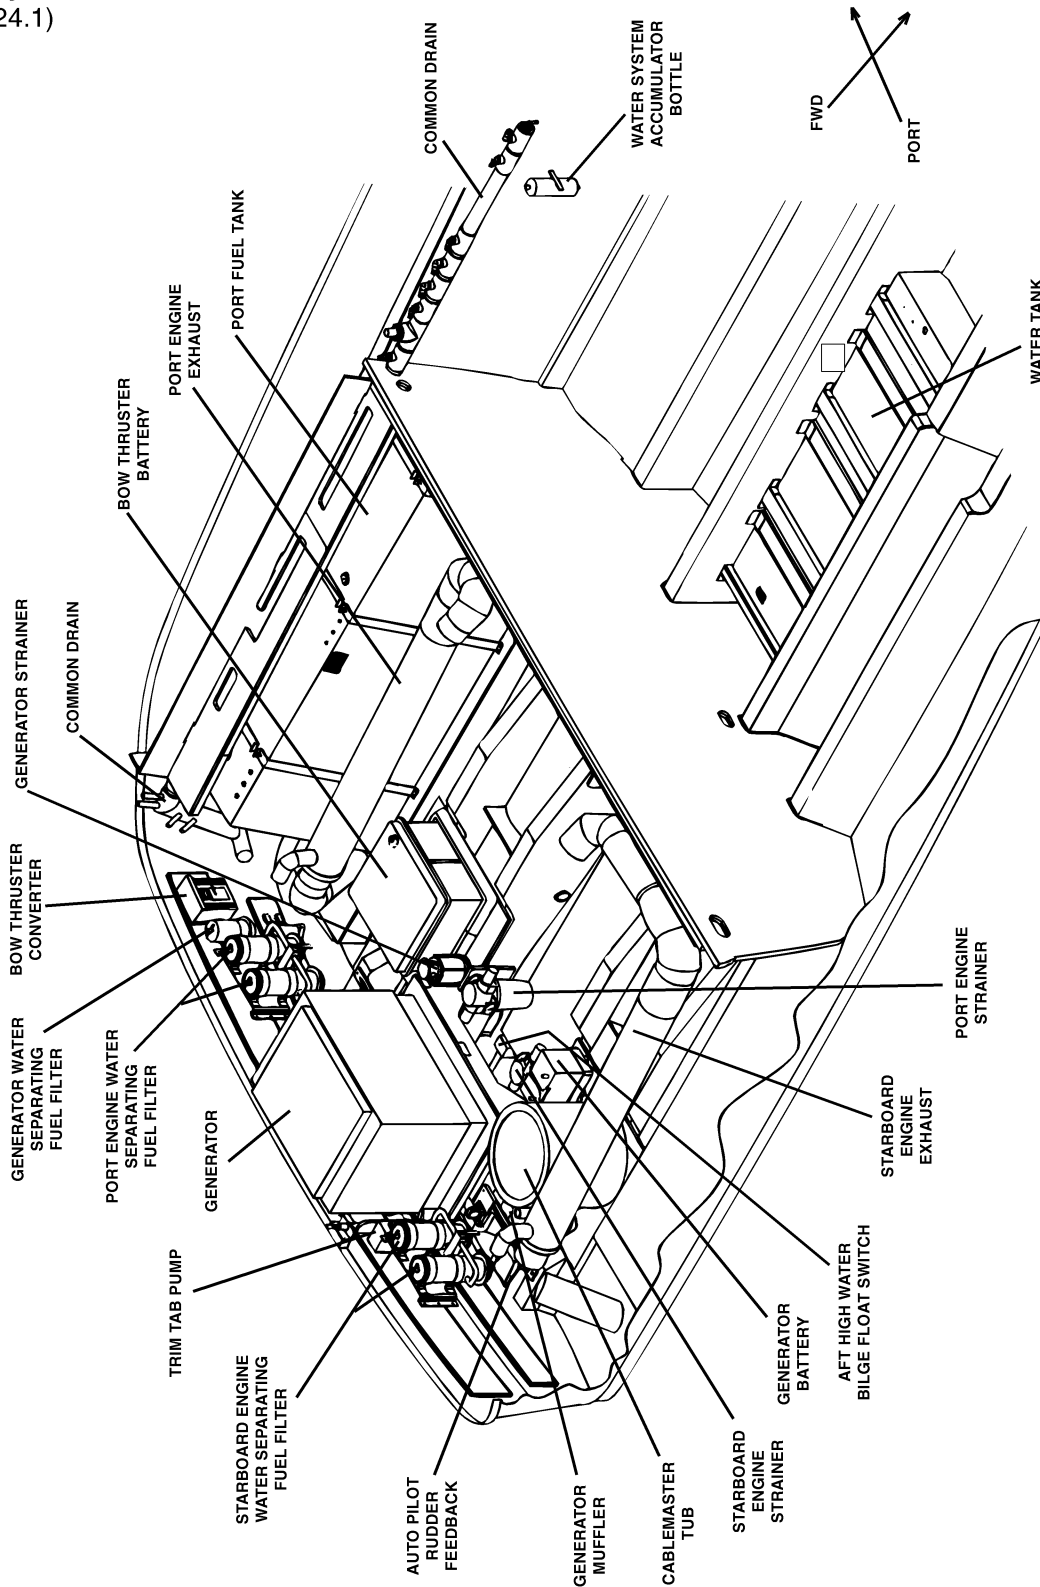 24.1)
GENERATOR STRAINER
COMMON DRAIN
BOW THRUSTER
BATTERY
PORT ENGINE
EXHAUST
PORT FUEL TANK
COMMON DRAIN
WATER SYSTEM
ACCUMULATOR
BOTTLE
FWD
PORT
WATER TANK
BOW THRUSTER
CONVERTER
GENERATOR WATER
SEPARATING
FUEL FILTER
PORT ENGINE WATER
SEPARATING
FUEL FILTER
GENERATOR
TRIM TAB PUMP
STARBOARD ENGINE
WATER SEPARATING
FUEL FILTER
AUTO PILOT
RUDDER
FEEDBACK
GENERATOR
MUFFLER
CABLEMASTER
TUB
STARBOARD
ENGINE
STRAINER
GENERATOR
BATTERY
AFT HIGH WATER
BILGE FLOAT SWITCH
STARBOARD
ENGINE
EXHAUST
PORT ENGINE
STRAINER